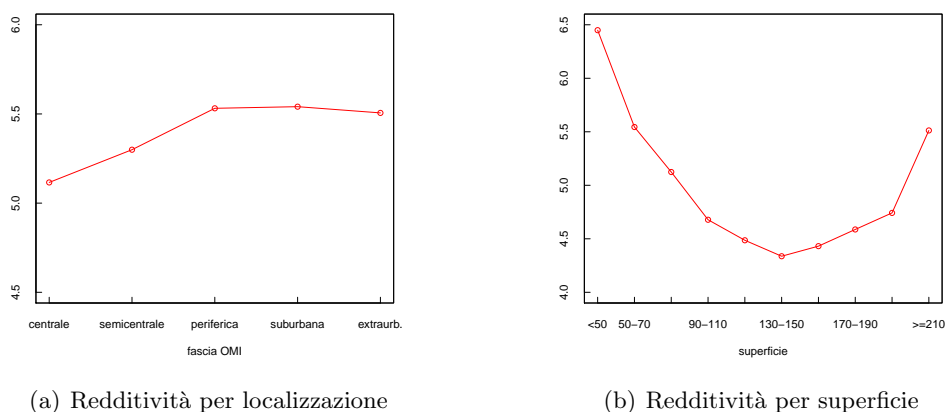 6.0
5.5
5.0
4.5
centrale semicentrale periferica suburbana extraurb.
fascia OMI
(a) Redditività per localizzazione
6.5
6.0
5.5
5.0
4.5
4.0
<50 50−70 90−110 130−150 170−190 >=210
superficie
(b) Redditività per superficie